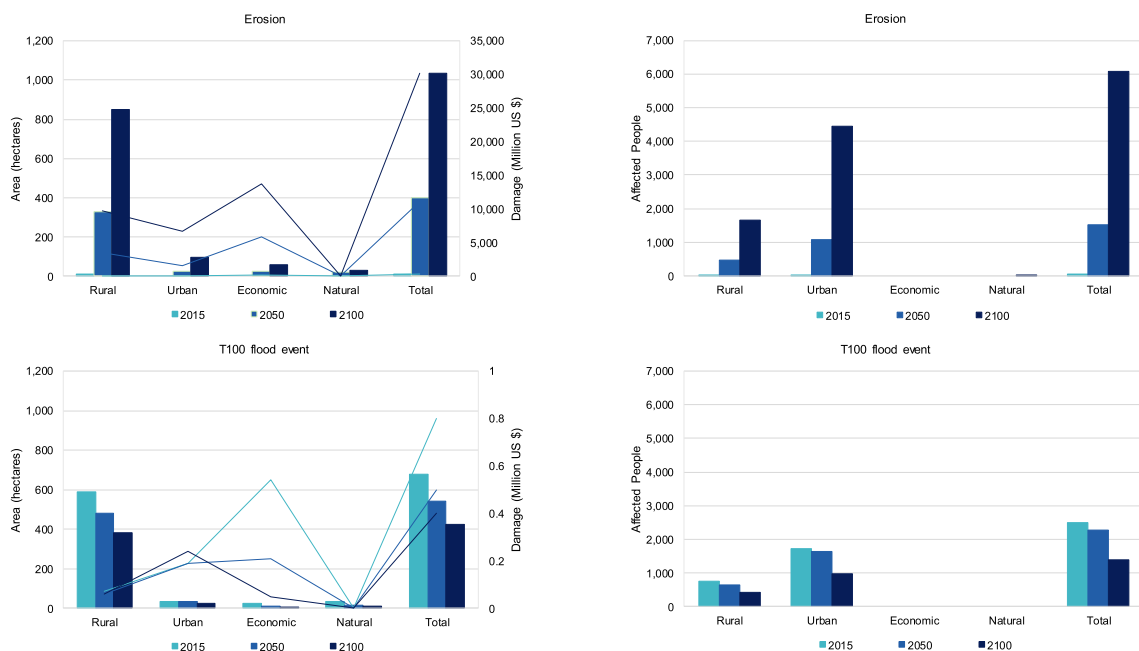 Erosion
1,200
1,000
800
600
400
200
0
Area (hectares)
35,000
30,000
25,000
20,000
15,000
10,000
5,000
0
Damage (Million US $)
Rural Urban Economic Natural Total
2015 2050 2100
Erosion
7,000
6,000
5,000
4,000
3,000
2,000
1,000
0
Affected People
Rural Urban Economic Natural Total
2015 2050 2100
T100 flood event
1,200
1,000
800
600
400
200
0
Area (hectares)
1
0.8
0.6
0.4
0.2
0
Damage (Million US $)
Rural Urban Economic Natural Total
2015 2050 2100
T100 flood event
7,000
6,000
5,000
4,000
3,000
2,000
1,000
0
Affected People
Rural Urban Economic Natural Total
2015 2050 2100